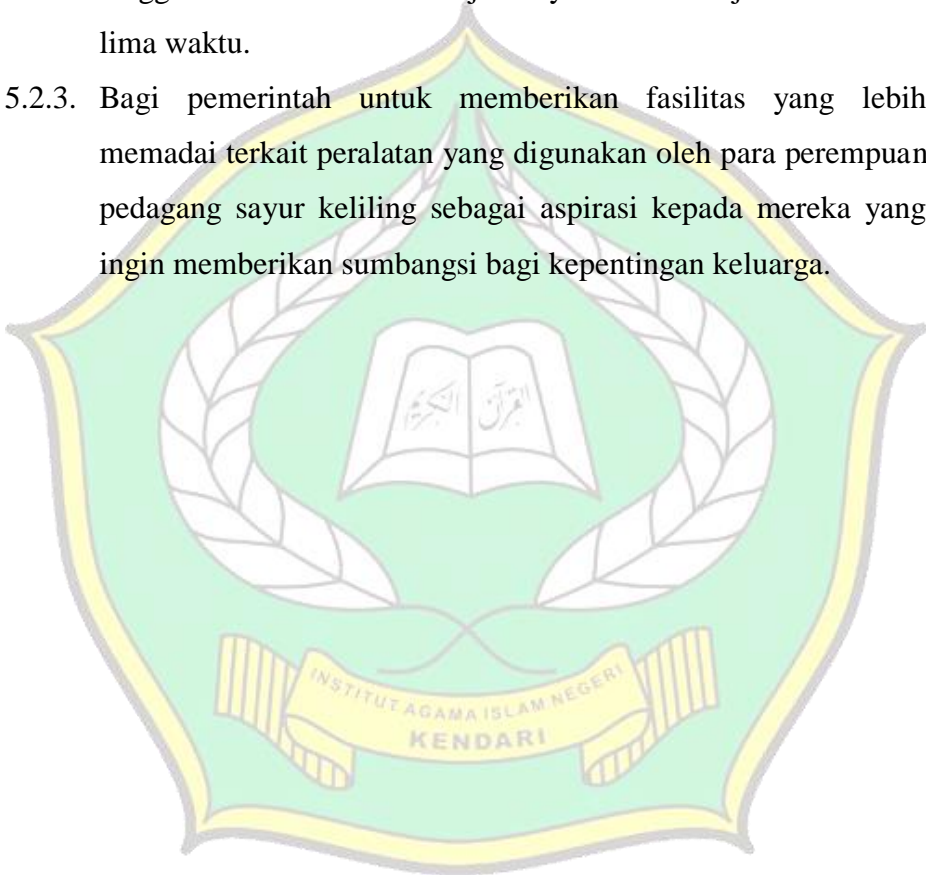 lima waktu.
5.2.3. Bagi pemerintah untuk memberikan fasilitas yang lebih
memadai terkait peralatan yang digunakan oleh para perempuan
pedagang sayur keliling sebagai aspirasi kepada mereka yang
ingin memberikan sumbangsi bagi kepentingan keluarga.
القرآن الكريم
INSTITUT AGAMA ISLAM NEGERI
KENDARI